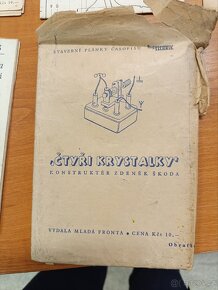 STAVEBNÍ PLÁNKY ČASOPISU
„ČTYŘI KRYSTALKY“
KONSTRUKTÉR ZDENĚK ŠKODA
VYDALA MLADÁ FRONTA • CENA Kčs 10,—